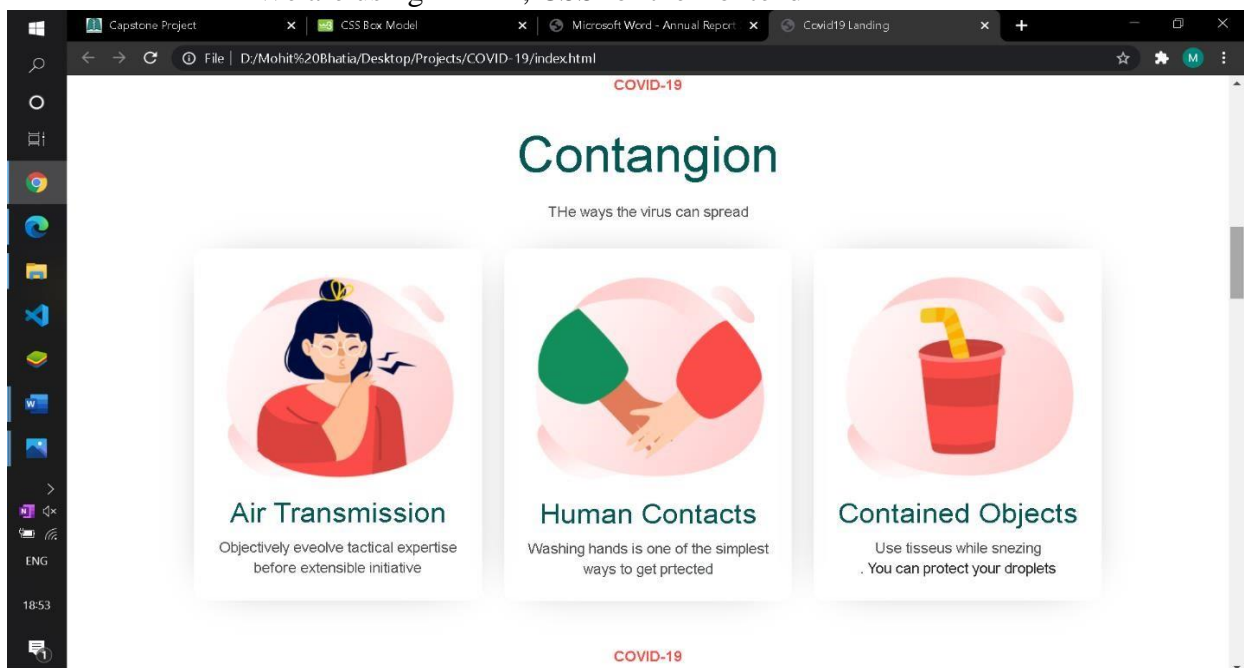 Capstone Project
CSS Box Model
Microsoft Word - Annual Report
Covid19 Landing
File | D:/Mohit%20Bhatia/Desktop/Projects/COVID-19/index.html
M
COVID-19
Contangion
THe ways the virus can spread
Air Transmission
Objectively eveolve tactical expertise
before extensible initiative
Human Contacts
Washing hands is one of the simplest
ways to get prtected
Contained Objects
Use tisseus while snezing
. You can protect your droplets
COVID-19
ENG
18:53
1